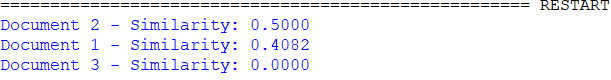 ===================================================== RESTART
Document 2 - Similarity: 0.5000
Document 1 - Similarity: 0.4082
Document 3 - Similarity: 0.0000